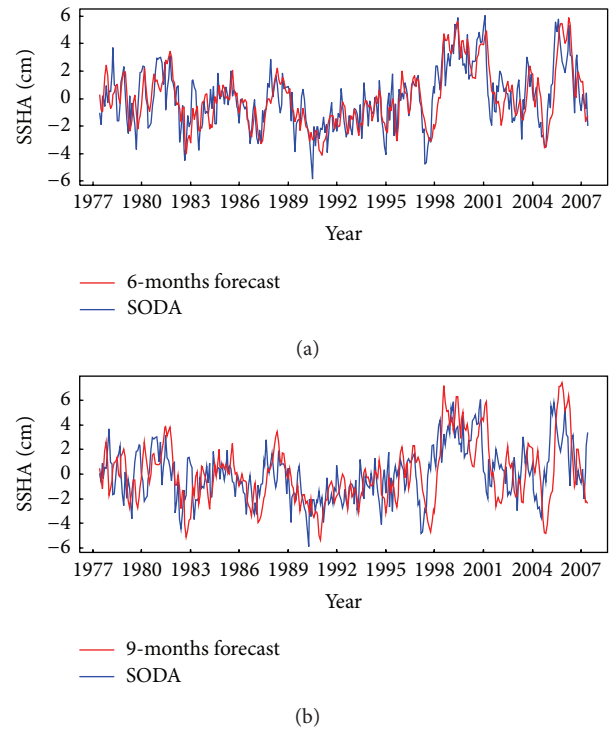 SSHA (cm)
6
4
2
0
−2
−4
−6
1977 1980 1983 1986 1989 1992 1995 1998 2001 2004 2007
Year
6-months forecast
SODA
(a)
SSHA (cm)
6
4
2
0
−2
−4
−6
1977 1980 1983 1986 1989 1992 1995 1998 2001 2004 2007
Year
9-months forecast
SODA
(b)